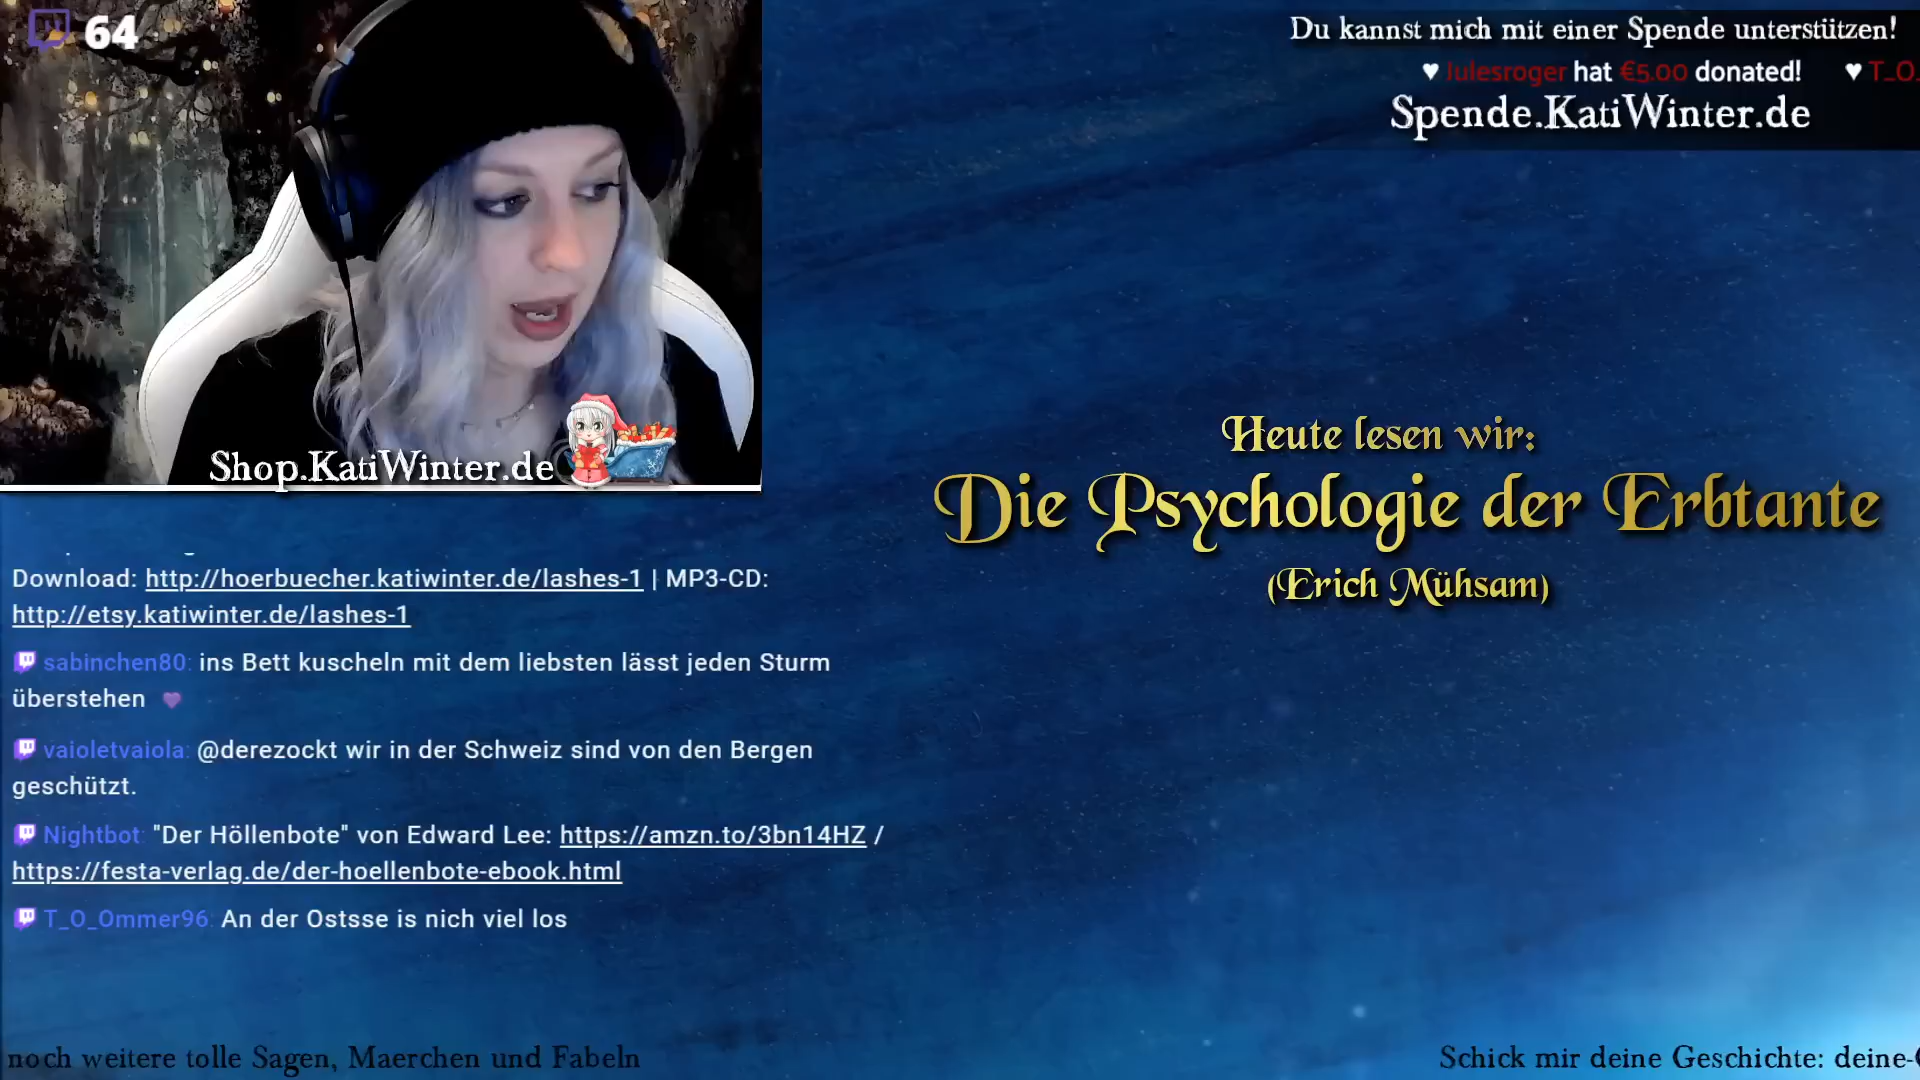 64
Du kannst mich mit einer Spende unterstützen!
♥ lulesroger hat €5.00 donated! ♥ T_O_
Spende.KatiWinter.de
Shop.KatiWinter.de
Heute lesen wir:
Die Psychologie der Erbtante
(Erich Mühsam)
Download: http://hoerbuecher.katiwinter.de/lashes-1 | MP3-CD:
http://etsy.katiwinter.de/lashes-1
sabinchen80: ins Bett kuscheln mit dem liebsten lässt jeden Sturm
überstehen
vaioletvaiola: @derezockt wir in der Schweiz sind von den Bergen
geschützt.
Nightbot: "Der Höllenbote" von Edward Lee: https://amzn.to/3bn14HZ /
https://festa-verlag.de/der-hoellenbote-ebook.html
T_O_Ommer96: An der Ostsse is nich viel los
noch weitere tolle Sagen, Maerchen und Fabeln
Schick mir deine Geschichte: deine-